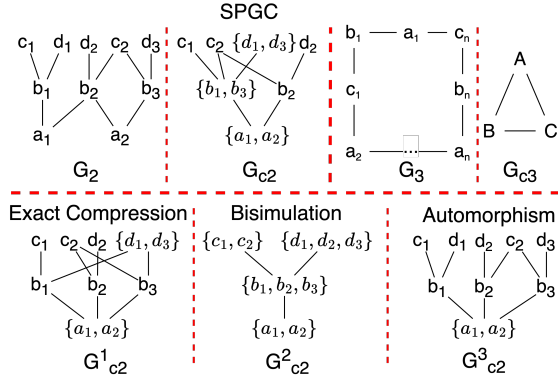 SPGC
c1 d1 d2 c2 d3
b1 b2 b3
a1 a2
G2
c1 c2 {d1, d3} d2
{b1, b3} b2
{a1, a2}
Gc2
b1 a1 cn
c1 bn
a2 ... an
G3
A
B C
Gc3
Exact Compression
c1 c2 d2 {d1, d3}
b1 b2 b3
{a1, a2}
G1c2
Bisimulation
{c1, c2} {d1, d2, d3}
{b1, b2, b3}
{a1, a2}
G2c2
Automorphism
c1 d1 d2 c2 d3
b1 b2 b3
{a1, a2}
G3c2